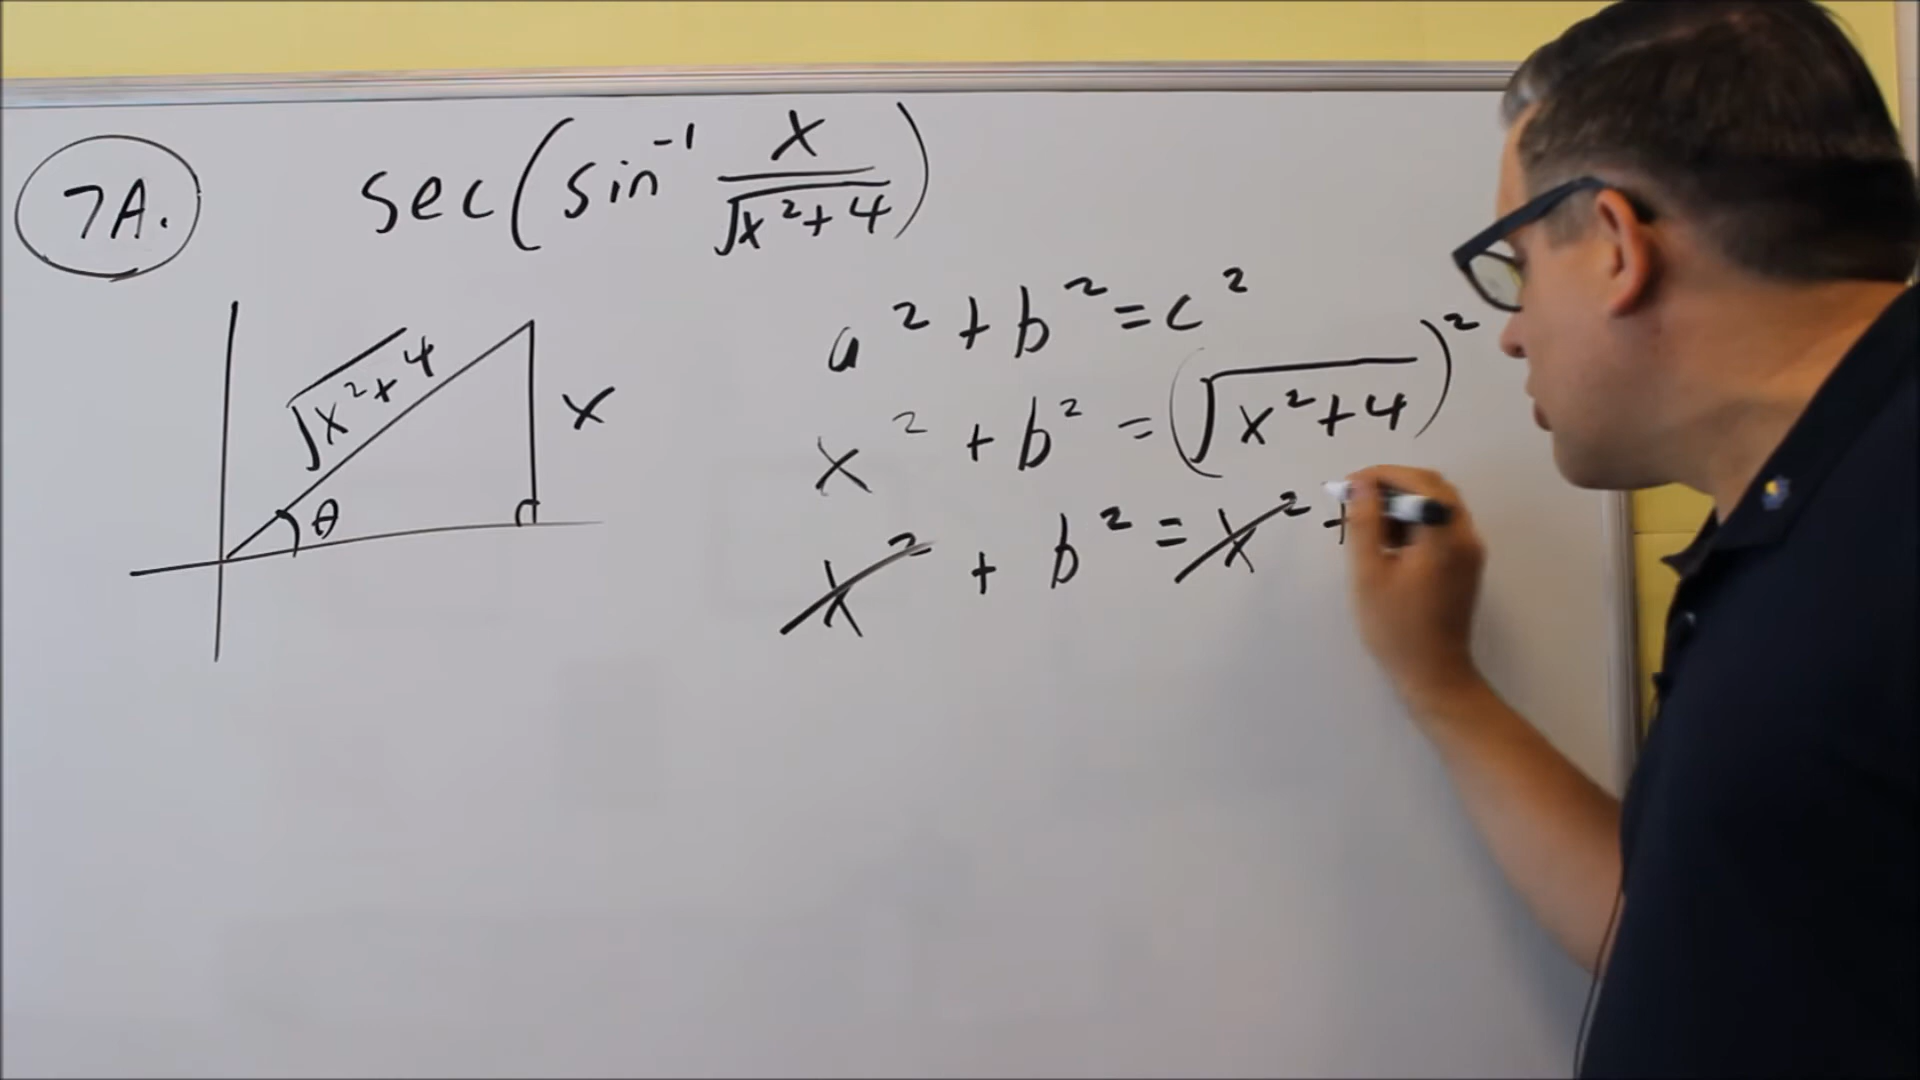 7A.
sec(sin⁻¹ x/√(x²+4))
√(x²+4)
x
θ
a² + b² = c²
x² + b² = (√(x²+4))²
x² + b² = x² +